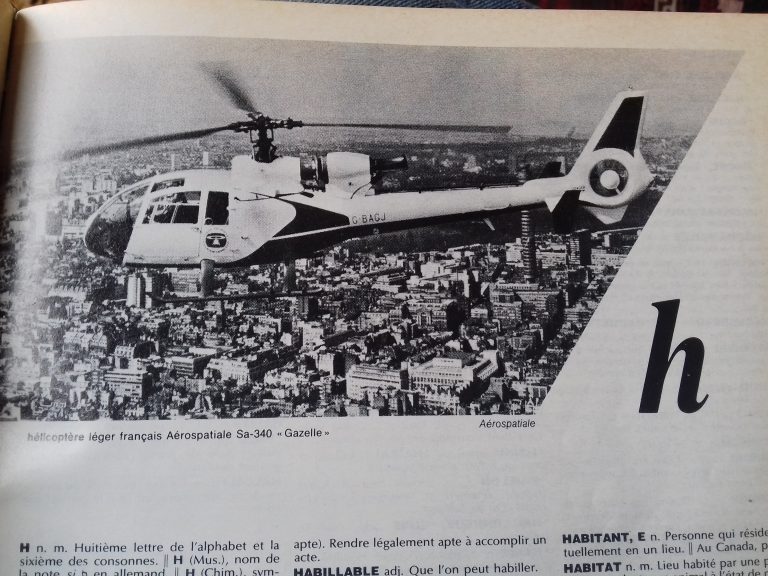 G-BAGJ
h
hélicoptère léger français Aérospatiale Sa-340 « Gazelle »
Aérospatiale
H n. m. Huitième lettre de l'alphabet et la
sixième des consonnes. ‖ H (Mus.), nom de
la note si b en allemand. ‖ H (Chim.), sym-
apte). Rendre légalement apte à accomplir un
acte.
HABILLABLE adj. Que l'on peut habiller.
HABITANT, E n. Personne qui réside
tuellement en un lieu. ‖ Au Canada, p
HABITAT n. m. Lieu habité par une p